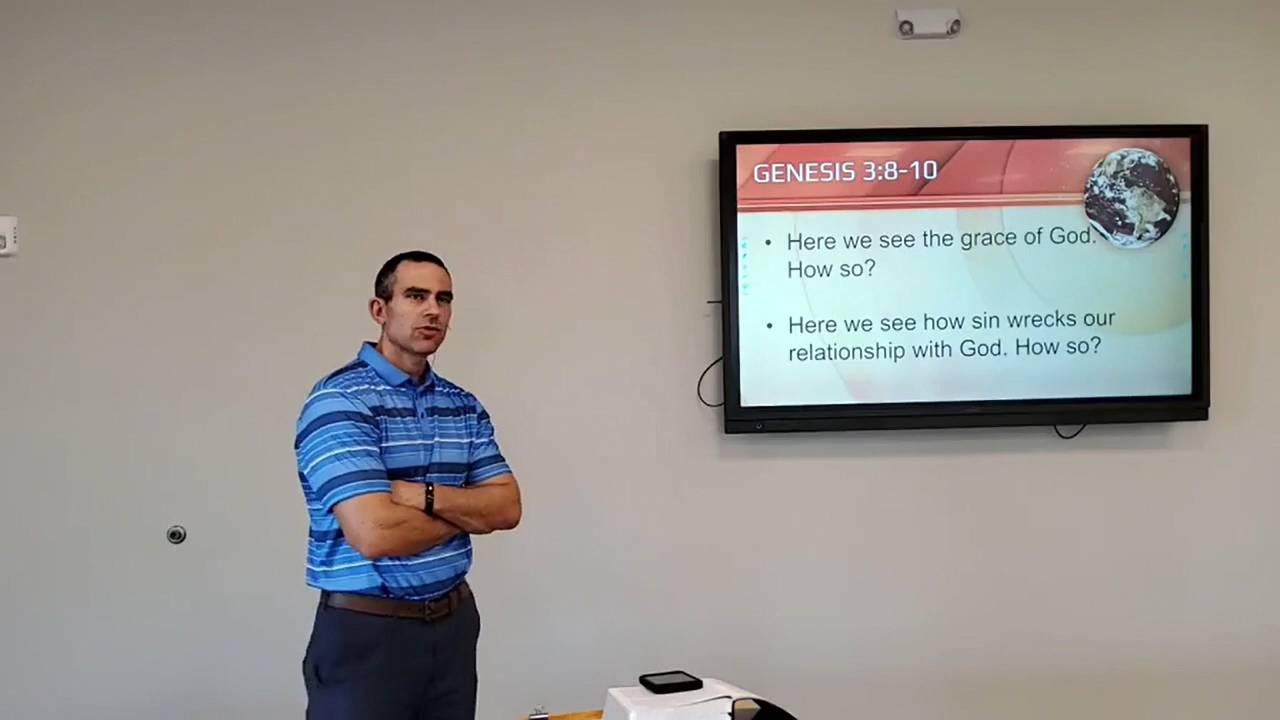 GENESIS 3:8-10
• Here we see the grace of God.
How so?
• Here we see how sin wrecks our
relationship with God. How so?